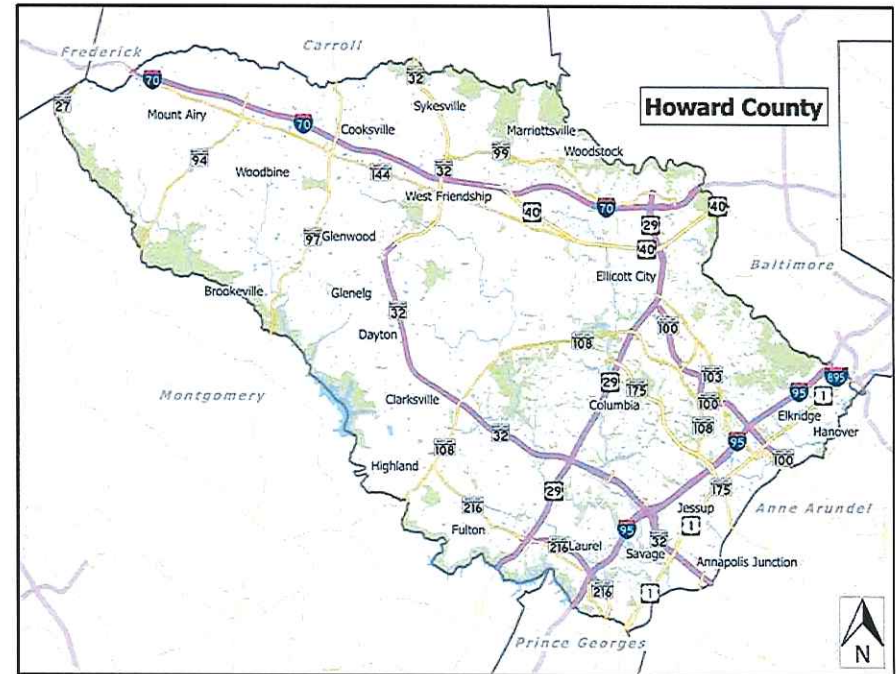 Frederick
Carroll
32
70
27
Sykesville
Howard County
Mount Airy
70
Cooksville
Marriottsville
94
99
Woodstock
Woodbine
144
32
West Friendship
40
70
29
40
97
Glenwood
40
Ellicott City
Baltimore
Brookeville
Glenelg
32
Dayton
108
100
29
175
103
895
95
1
Montgomery
Clarksville
Columbia
100
Elkridge
108
Hanover
32
95
108
100
Highland
29
175
216
Jessup
Anne Arundel
Fulton
95
1
216
Laurel
Savage
32
Annapolis Junction
216
1
Prince Georges
N